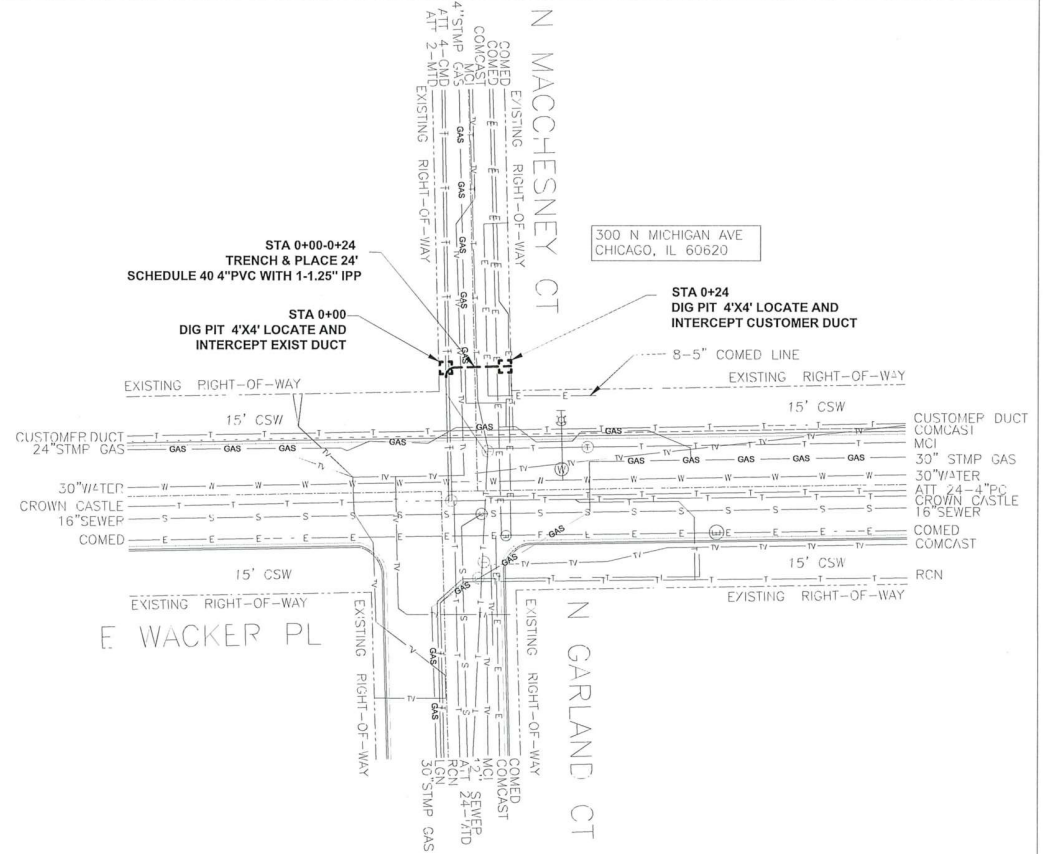 ATT 2-MTD
ATT 4-CMD
4"STMP GAS
MCI
COMCAST
COMED
COMED
EXISTING RIGHT-OF-WAY
EXISTING RIGHT-OF-WAY
N MACCHESNEY CT
300 N MICHIGAN AVE
CHICAGO, IL 60620
STA 0+00-0+24
TRENCH & PLACE 24'
SCHEDULE 40 4"PVC WITH 1-1.25" IPP
STA 0+00
DIG PIT 4'X4' LOCATE AND
INTERCEPT EXIST DUCT
STA 0+24
DIG PIT 4'X4' LOCATE AND
INTERCEPT CUSTOMER DUCT
8-5" COMED LINE
EXISTING RIGHT-OF-WAY
EXISTING RIGHT-OF-WAY
15' CSW
15' CSW
CUSTOMER DUCT
24"STMP GAS
30"WATER
CROWN CASTLE
16"SEWER
COMED
CUSTOMER DUCT
COMCAST
MCI
30" STMP GAS
30"WATER
ATT 24-4"PC
CROWN CASTLE
16"SEWER
COMED
COMCAST
RCN
15' CSW
15' CSW
EXISTING RIGHT-OF-WAY
EXISTING RIGHT-OF-WAY
E WACKER PL
EXISTING RIGHT-OF-WAY
EXISTING RIGHT-OF-WAY
N GARLAND CT
30"STMP GAS
LGN
RCN
ATT 24-MTD
12" SEWER
MCI
COMCAST
COMED